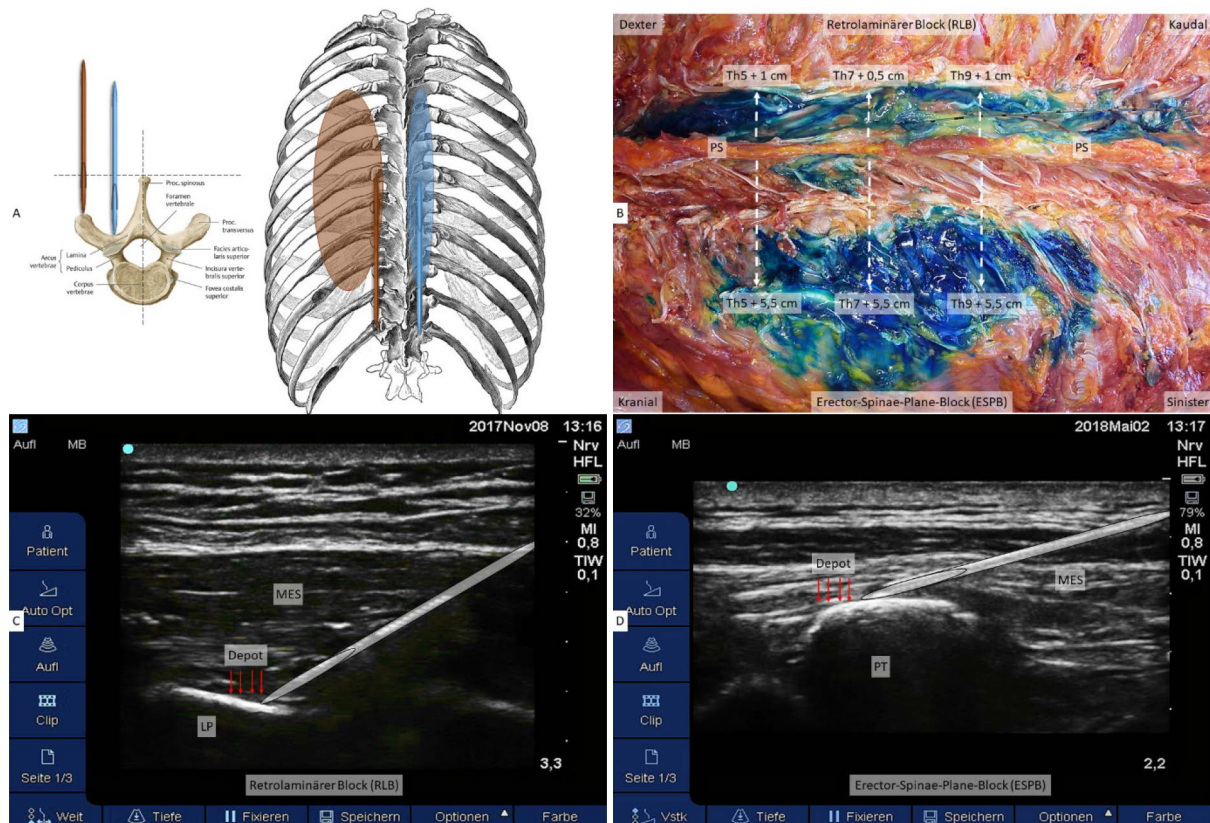 A
Proc. spinosus
Foramen
vertebrale
Proc.
transversus
Lamina
Arcus
vertebrae
Pediculus
Corpus
vertebrae
Facies articu-
laris superior
Incisura verte-
bralis superior
Fovea costalis
superior
Dexter
Retrolaminärer Block (RLB)
Kaudal
Th5 + 1 cm
Th7 + 0,5 cm
Th9 + 1 cm
PS
PS
B
Th5 + 5,5 cm
Th7 + 5,5 cm
Th9 + 5,5 cm
Kranial
Erector-Spinae-Plane-Block (ESPB)
Sinister
2017Nov08 13:16
Aufl MB
Nrv
HFL
32%
MI
0,8
TIW
0,1
Patient
Auto Opt
C
Aufl
Clip
Seite 1/3
MES
Depot
LP
3,3
Retrolaminärer Block (RLB)
Weit
Tiefe
Fixieren
Speichern
Optionen
Farbe
2018Mai02 13:17
Aufl MB
Nrv
HFL
79%
MI
0,8
TIW
0,1
Patient
Auto Opt
D
Aufl
Clip
Seite 1/3
Depot
MES
PT
2,2
Erector-Spinae-Plane-Block (ESPB)
Vstk
Tiefe
Fixieren
Speichern
Optionen
Farbe